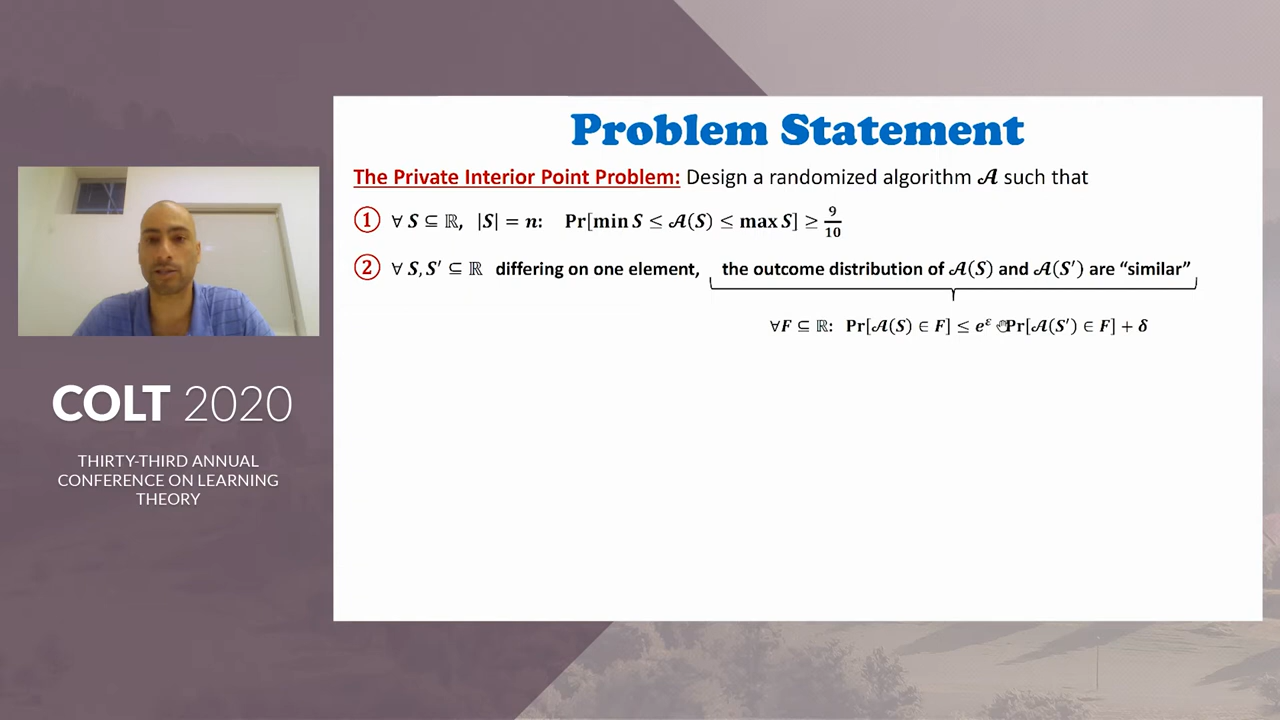 Problem Statement
The Private Interior Point Problem: Design a randomized algorithm 𝒜 such that
① ∀ S ⊆ ℝ, |S| = n: Pr[min S ≤ 𝒜(S) ≤ max S] ≥ 9/10
② ∀ S, S′ ⊆ ℝ differing on one element, the outcome distribution of 𝒜(S) and 𝒜(S′) are “similar”
∀F ⊆ ℝ: Pr[𝒜(S) ∈ F] ≤ e^ε Pr[𝒜(S′) ∈ F] + δ
COLT 2020
THIRTY-THIRD ANNUAL
CONFERENCE ON LEARNING
THEORY